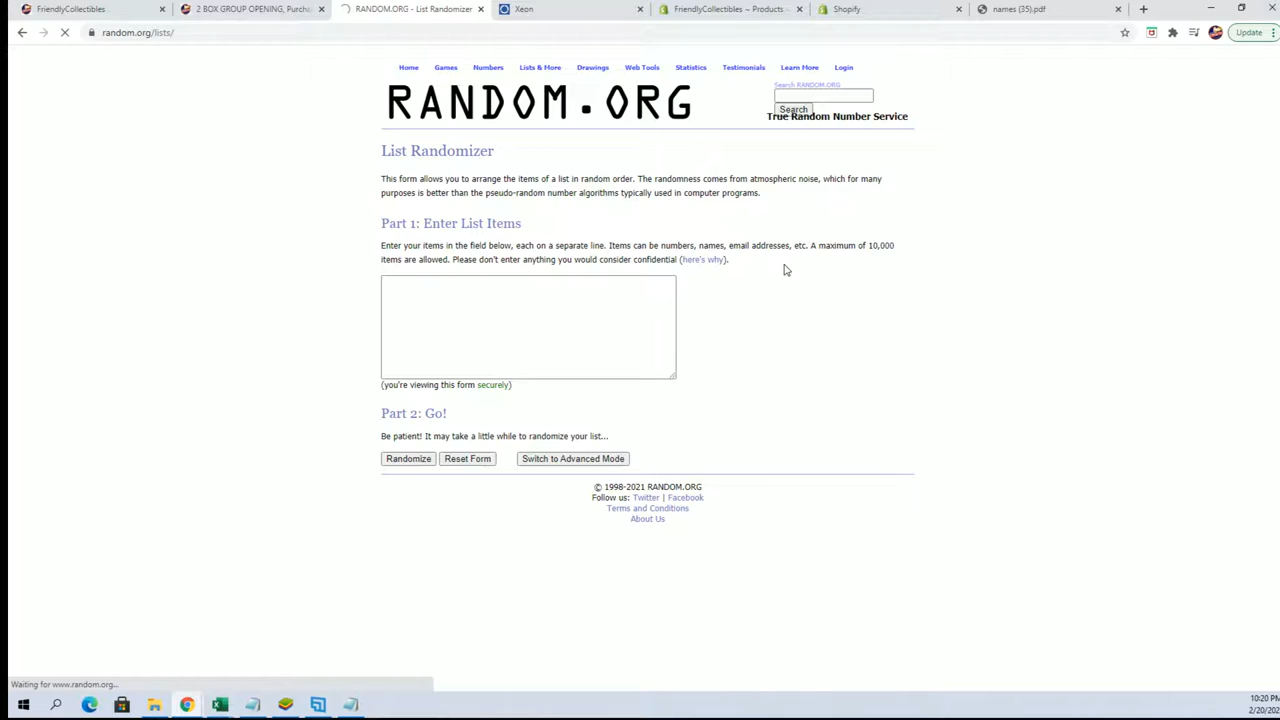 FriendlyCollectibles
2 BOX GROUP OPENING, Purcha
RANDOM.ORG - List Randomizer
Xeon
FriendlyCollectibles ~ Products ·
Shopify
names (35).pdf
random.org/lists/
Update
Home
Games
Numbers
Lists & More
Drawings
Web Tools
Statistics
Testimonials
Learn More
Login
Search RANDOM.ORG
RANDOM.ORG
Search
True Random Number Service
List Randomizer
This form allows you to arrange the items of a list in random order. The randomness comes from atmospheric noise, which for many
purposes is better than the pseudo-random number algorithms typically used in computer programs.
Part 1: Enter List Items
Enter your items in the field below, each on a separate line. Items can be numbers, names, email addresses, etc. A maximum of 10,000
items are allowed. Please don't enter anything you would consider confidential (here's why).
(you're viewing this form securely)
Part 2: Go!
Be patient! It may take a little while to randomize your list...
Randomize
Reset Form
Switch to Advanced Mode
© 1998-2021 RANDOM.ORG
Follow us: Twitter | Facebook
Terms and Conditions
About Us
Waiting for www.random.org...
10:20 PM
2/20/202